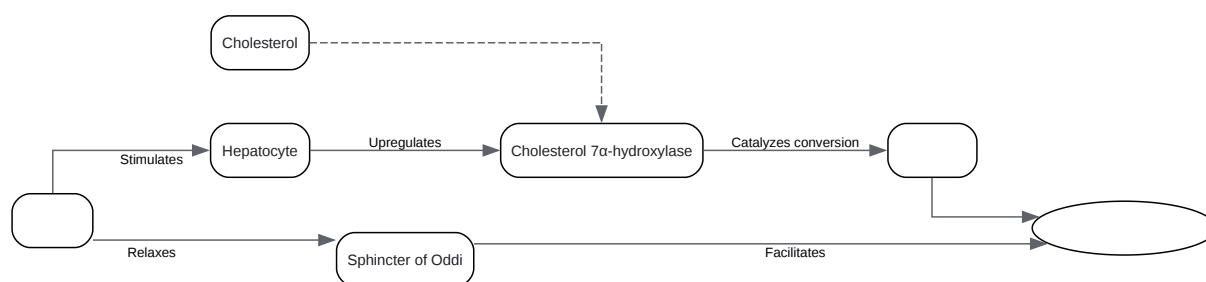 Cholesterol
Stimulates
Hepatocyte
Upregulates
Cholesterol 7α-hydroxylase
Catalyzes conversion
Relaxes
Sphincter of Oddi
Facilitates